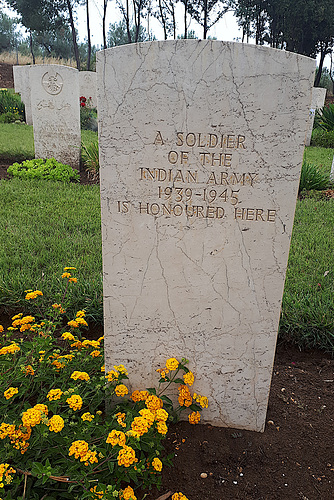 A SOLDIER
OF THE
INDIAN ARMY
1939-1945
IS HONOURED HERE